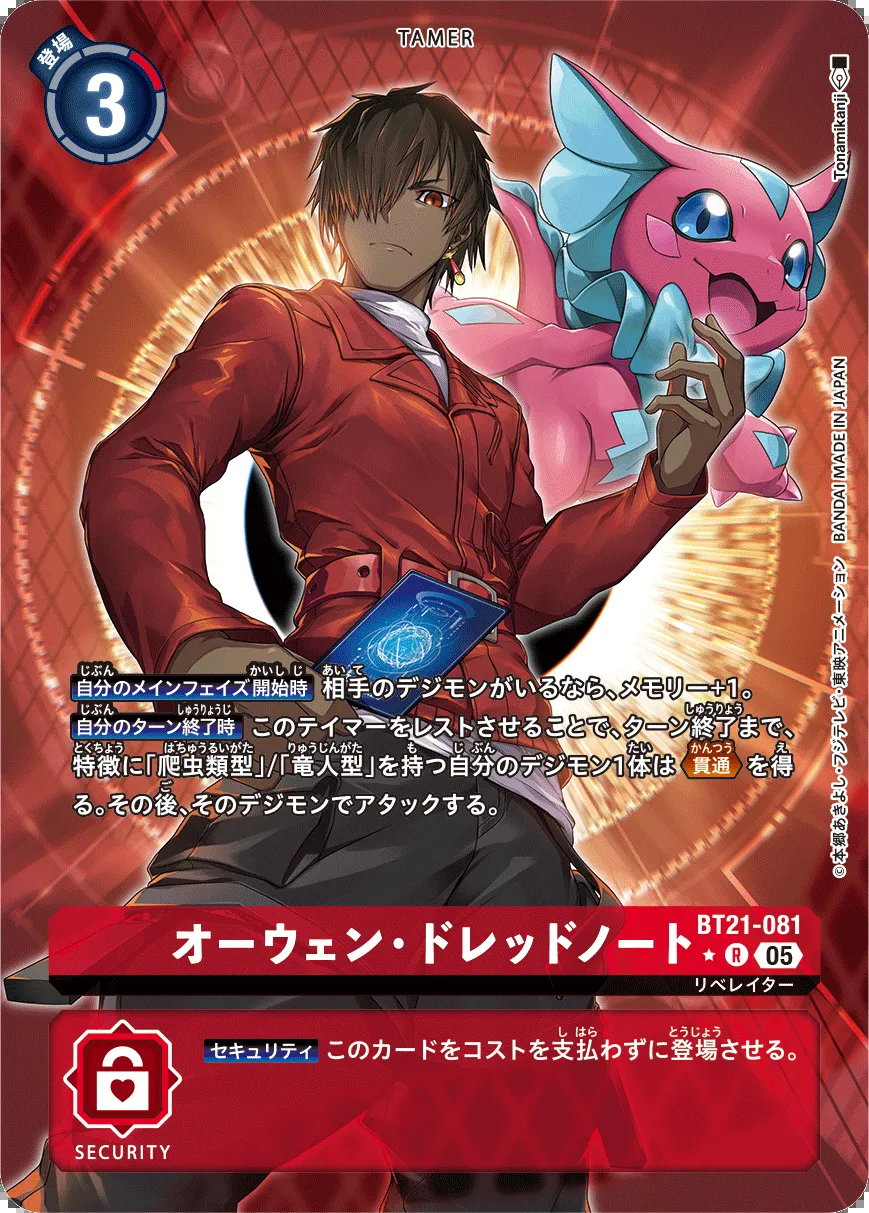 TAMER
登場
3
Tonamikanji
自分のメインフェイズ開始時 相手のデジモンがいるなら、メモリー+1。
自分のターン終了時 このテイマーをレストさせることで、ターン終了まで、
特徴に「爬虫類型」/「竜人型」を持つ自分のデジモン1体は 貫通 を得
る。その後、そのデジモンでアタックする。
©本郷あきよし・フジテレビ・東映アニメーション BANDAI MADE IN JAPAN
オーウェン・ドレッドノート
BT21-081
R 05
リベレイター
セキュリティ このカードをコストを支払わずに登場させる。
SECURITY